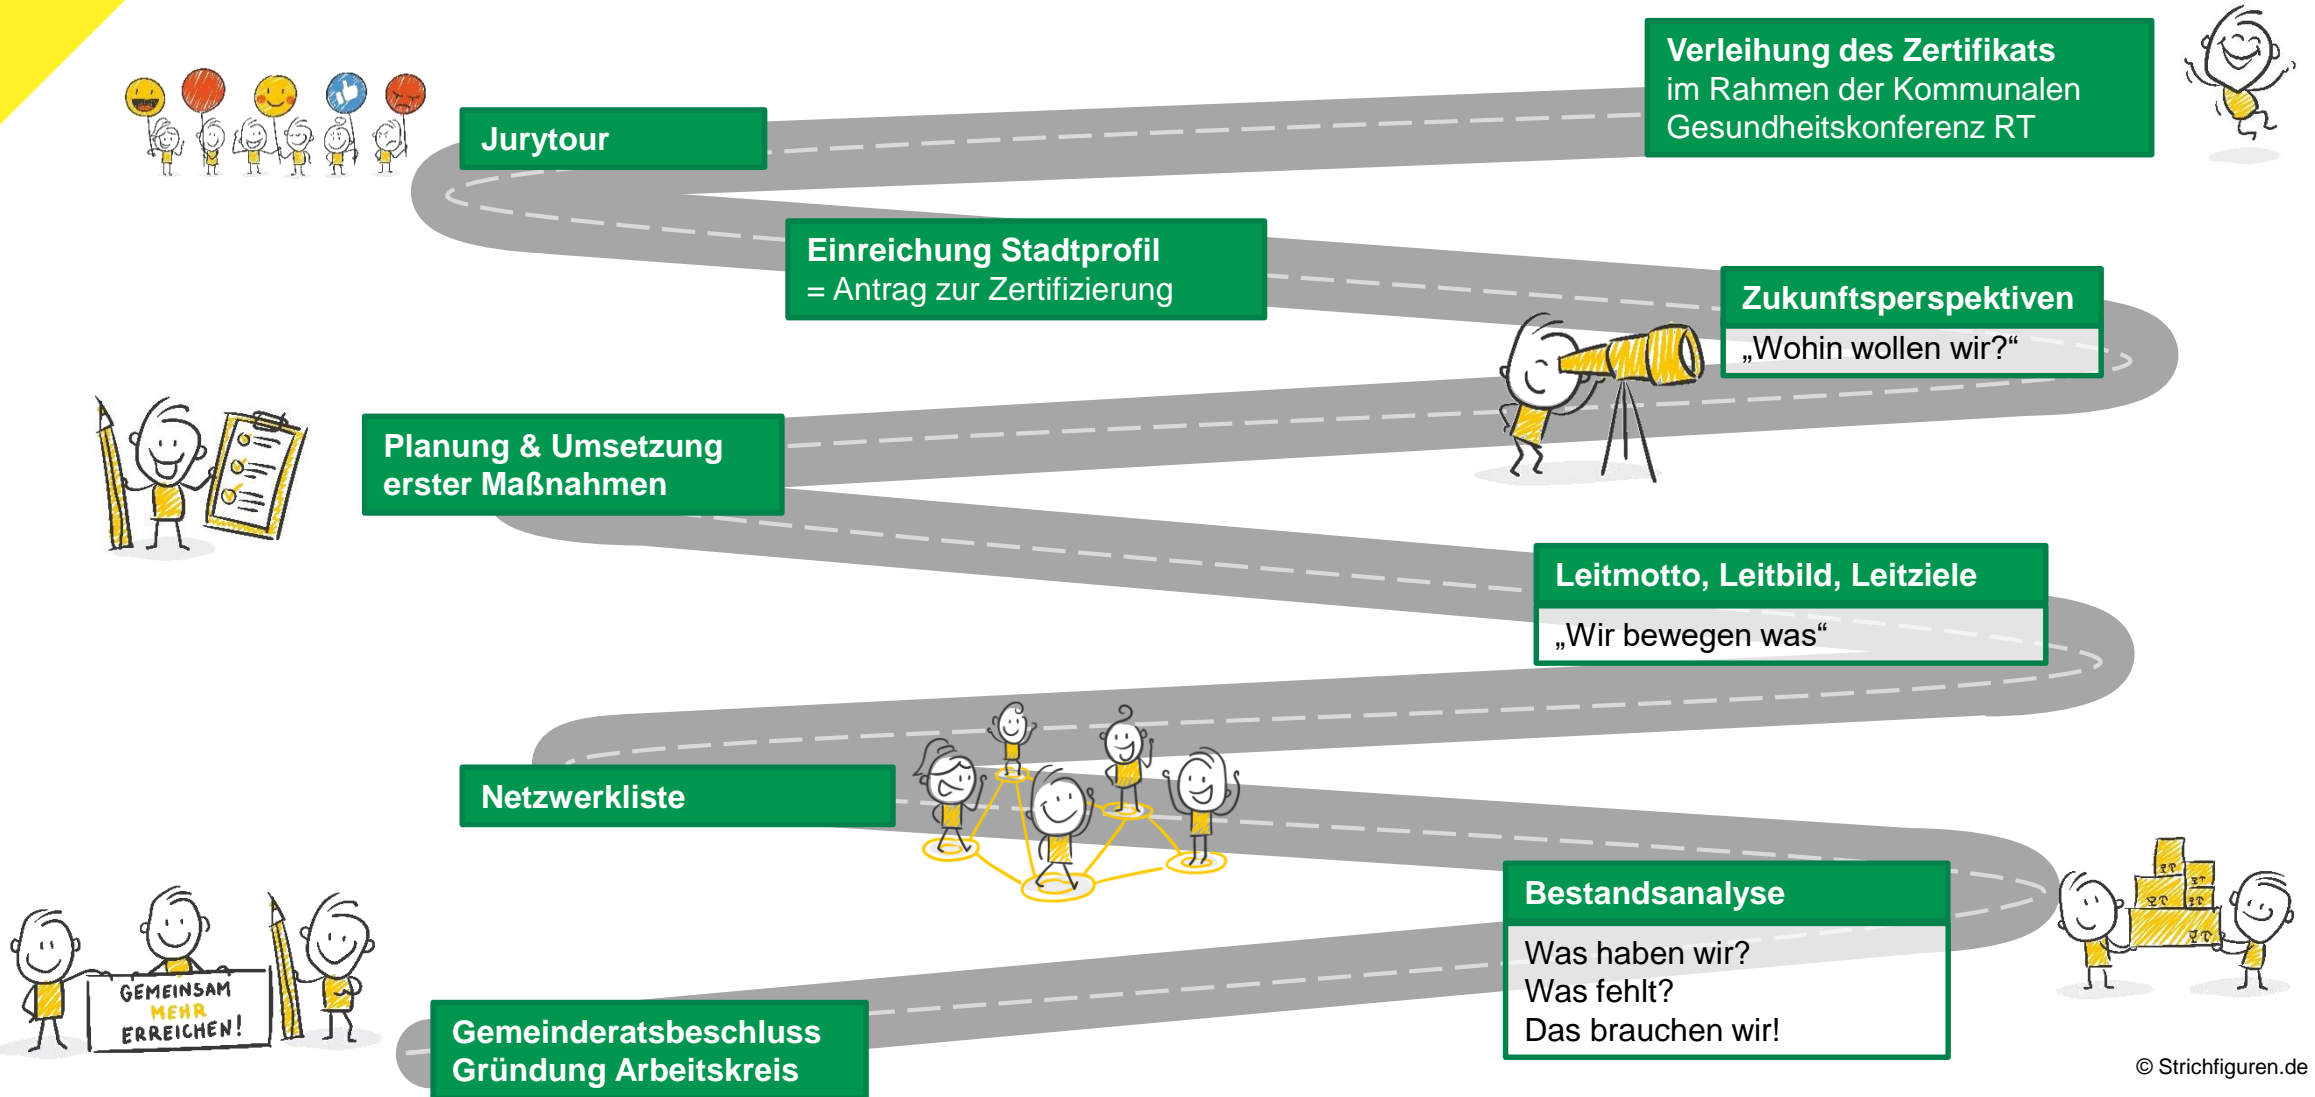 Verleihung des Zertifikats
im Rahmen der Kommunalen
Gesundheitskonferenz RT
Jurytour
Einreichung Stadtprofil
= Antrag zur Zertifizierung
Zukunftsperspektiven
„Wohin wollen wir?“
Planung & Umsetzung
erster Maßnahmen
Leitmotto, Leitbild, Leitziele
„Wir bewegen was“
Netzwerkliste
Bestandsanalyse
Was haben wir?
Was fehlt?
Das brauchen wir!
GEMEINSAM
MEHR
ERREICHEN!
Gemeinderatsbeschluss
Gründung Arbeitskreis
© Strichfiguren.de